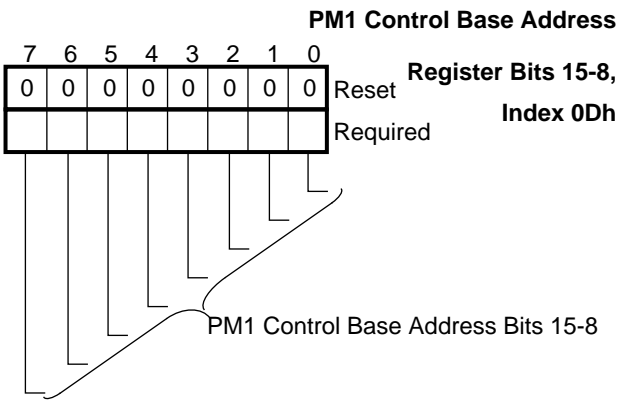 PM1 Control Base Address
Register Bits 15-8,
Index 0Dh
7 6 5 4 3 2 1 0
0 0 0 0 0 0 0 0 Reset
Required
PM1 Control Base Address Bits 15-8